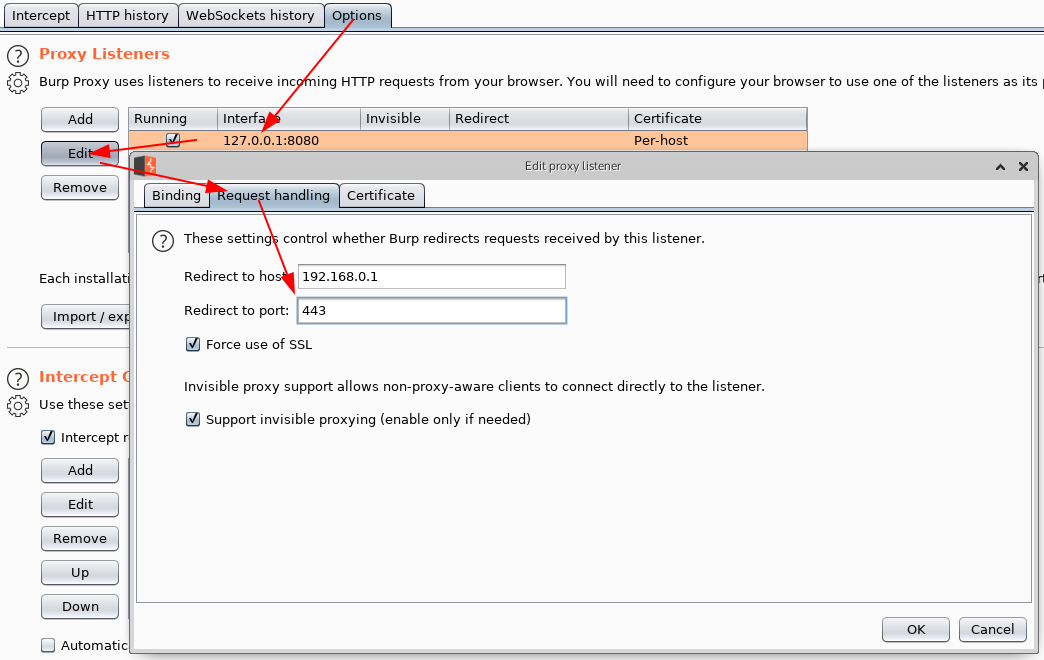 Intercept HTTP history WebSockets history Options
Proxy Listeners
Burp Proxy uses listeners to receive incoming HTTP requests from your browser. You will need to configure your browser to use one of the listeners as its
Add Running Interface Invisible Redirect Certificate
127.0.0.1:8080 Per-host
Edit
Remove
Edit proxy listener
Binding Request handling Certificate
These settings control whether Burp redirects requests received by this listener.
Redirect to host: 192.168.0.1
Redirect to port: 443
Force use of SSL
Invisible proxy support allows non-proxy-aware clients to connect directly to the listener.
Support invisible proxying (enable only if needed)
OK Cancel
Each installati
Import / exp
Intercept C
Use these set
Intercept r
Add
Edit
Remove
Up
Down
Automatic